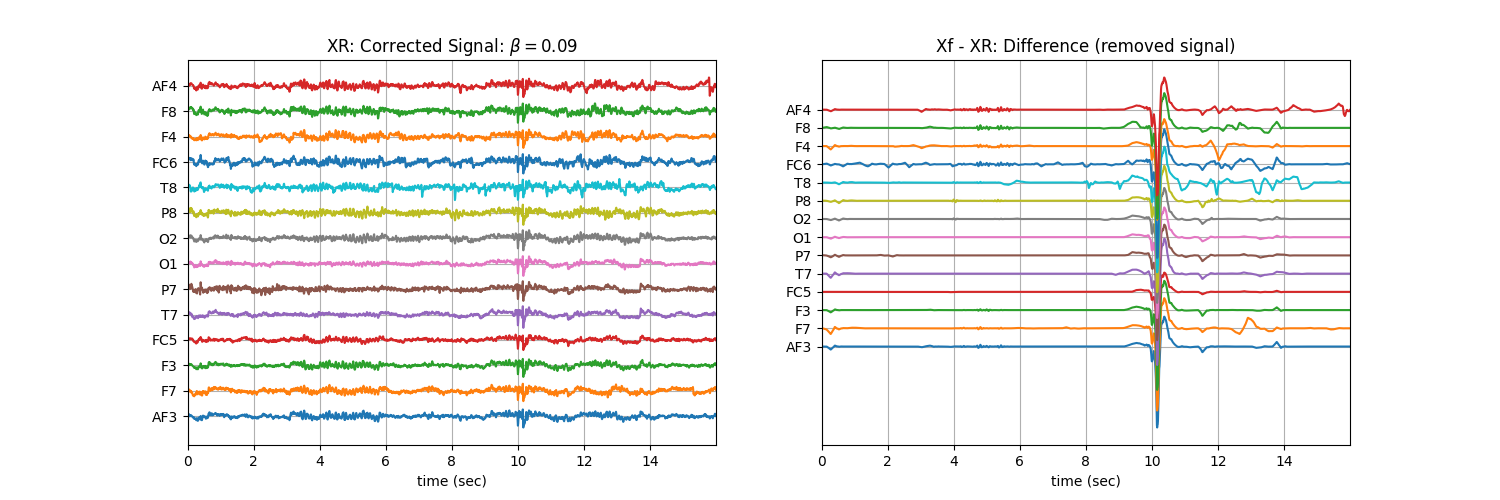 XR: Corrected Signal: β = 0.09
AF4
F8
F4
FC6
T8
P8
O2
O1
P7
T7
FC5
F3
F7
AF3
0 2 4 6 8 10 12 14
time (sec)
Xf - XR: Difference (removed signal)
AF4
F8
F4
FC6
T8
P8
O2
O1
P7
T7
FC5
F3
F7
AF3
0 2 4 6 8 10 12 14
time (sec)